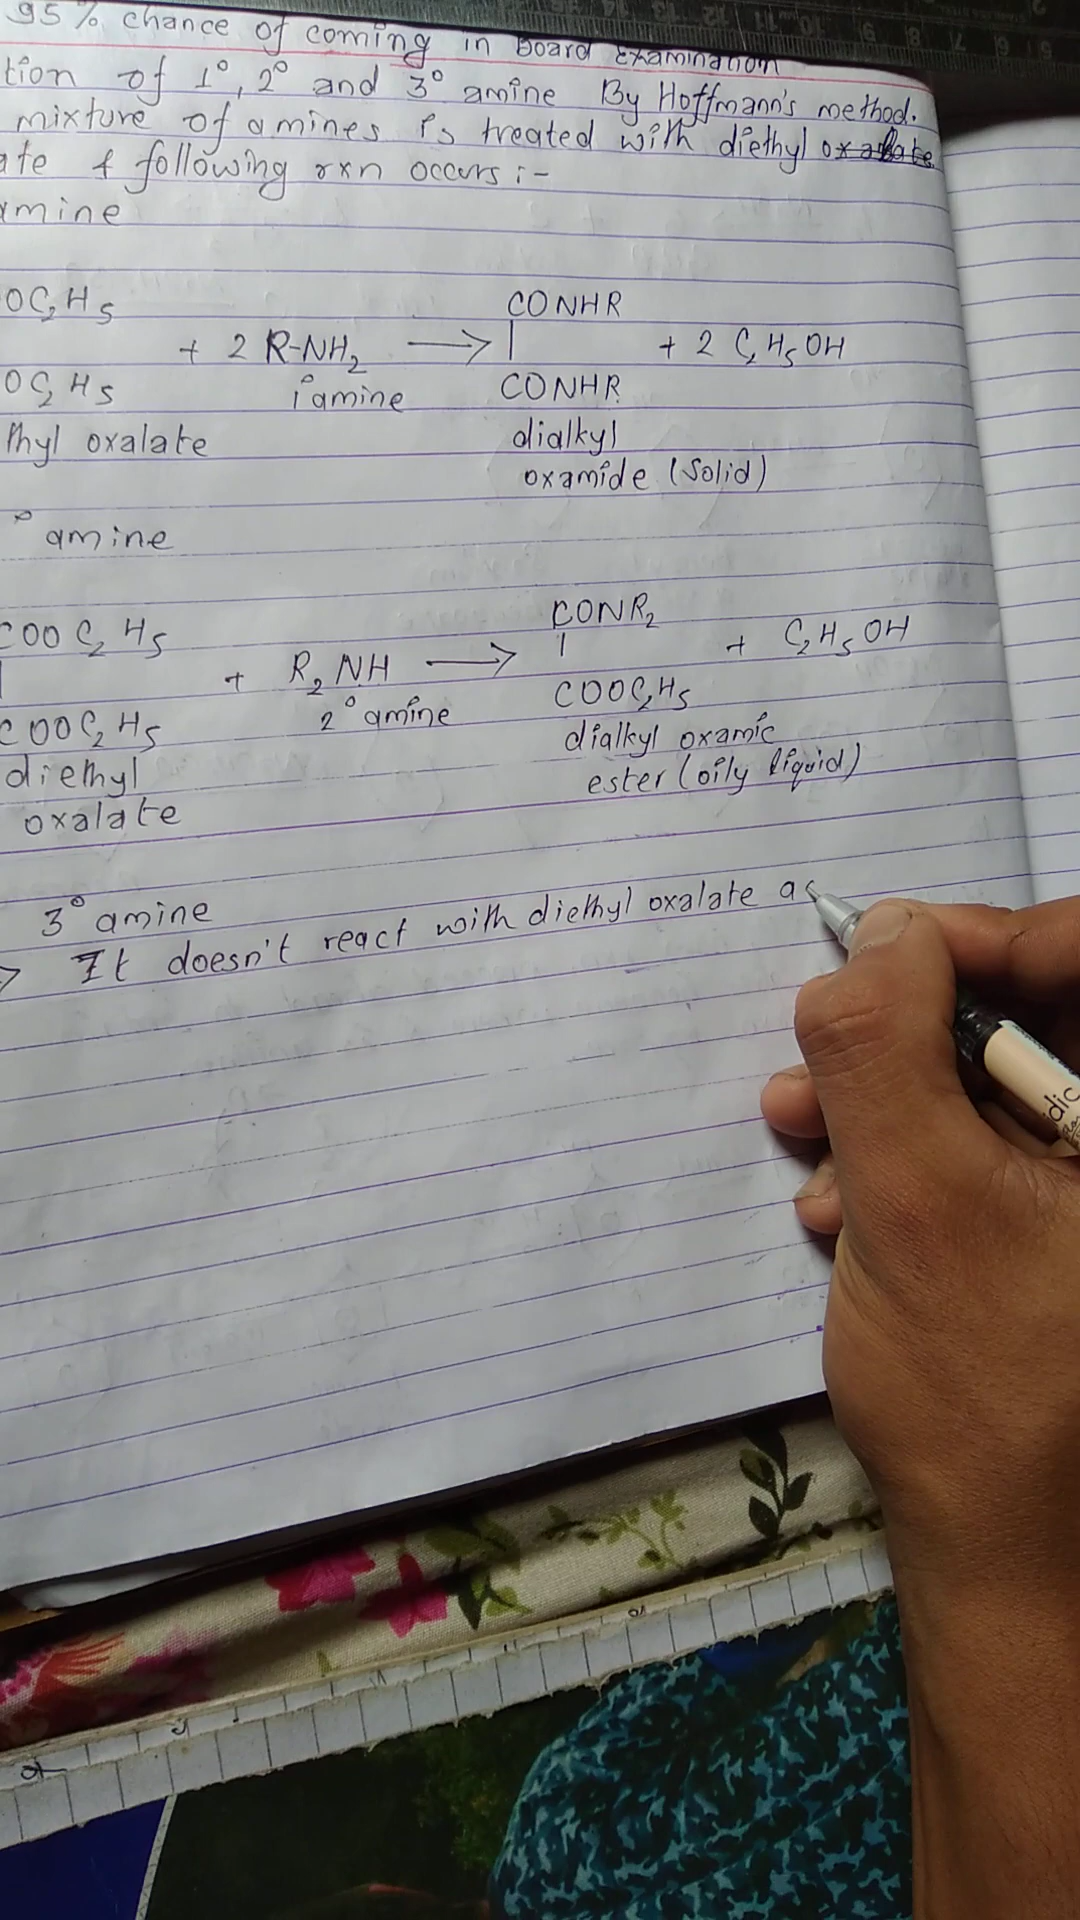 95% chance of coming in Board Examination
tion of 1°, 2° and 3° amine By Hoffmann's method.
mixture of amines is treated with diethyl oxalate
ate & following rxn occurs :-
amine
OC2H5 CONHR
+ 2 R-NH2 ⟶ | + 2 C2H5OH
OC2H5 1° amine CONHR
thyl oxalate dialkyl
oxamide (solid)
° amine
COOC2H5 CONR2
| + R2NH ⟶ | + C2H5OH
COOC2H5 2° amine COOC2H5
diethyl dialkyl oxamic
oxalate ester (oily liquid)
3° amine
> It doesn't react with diethyl oxalate as